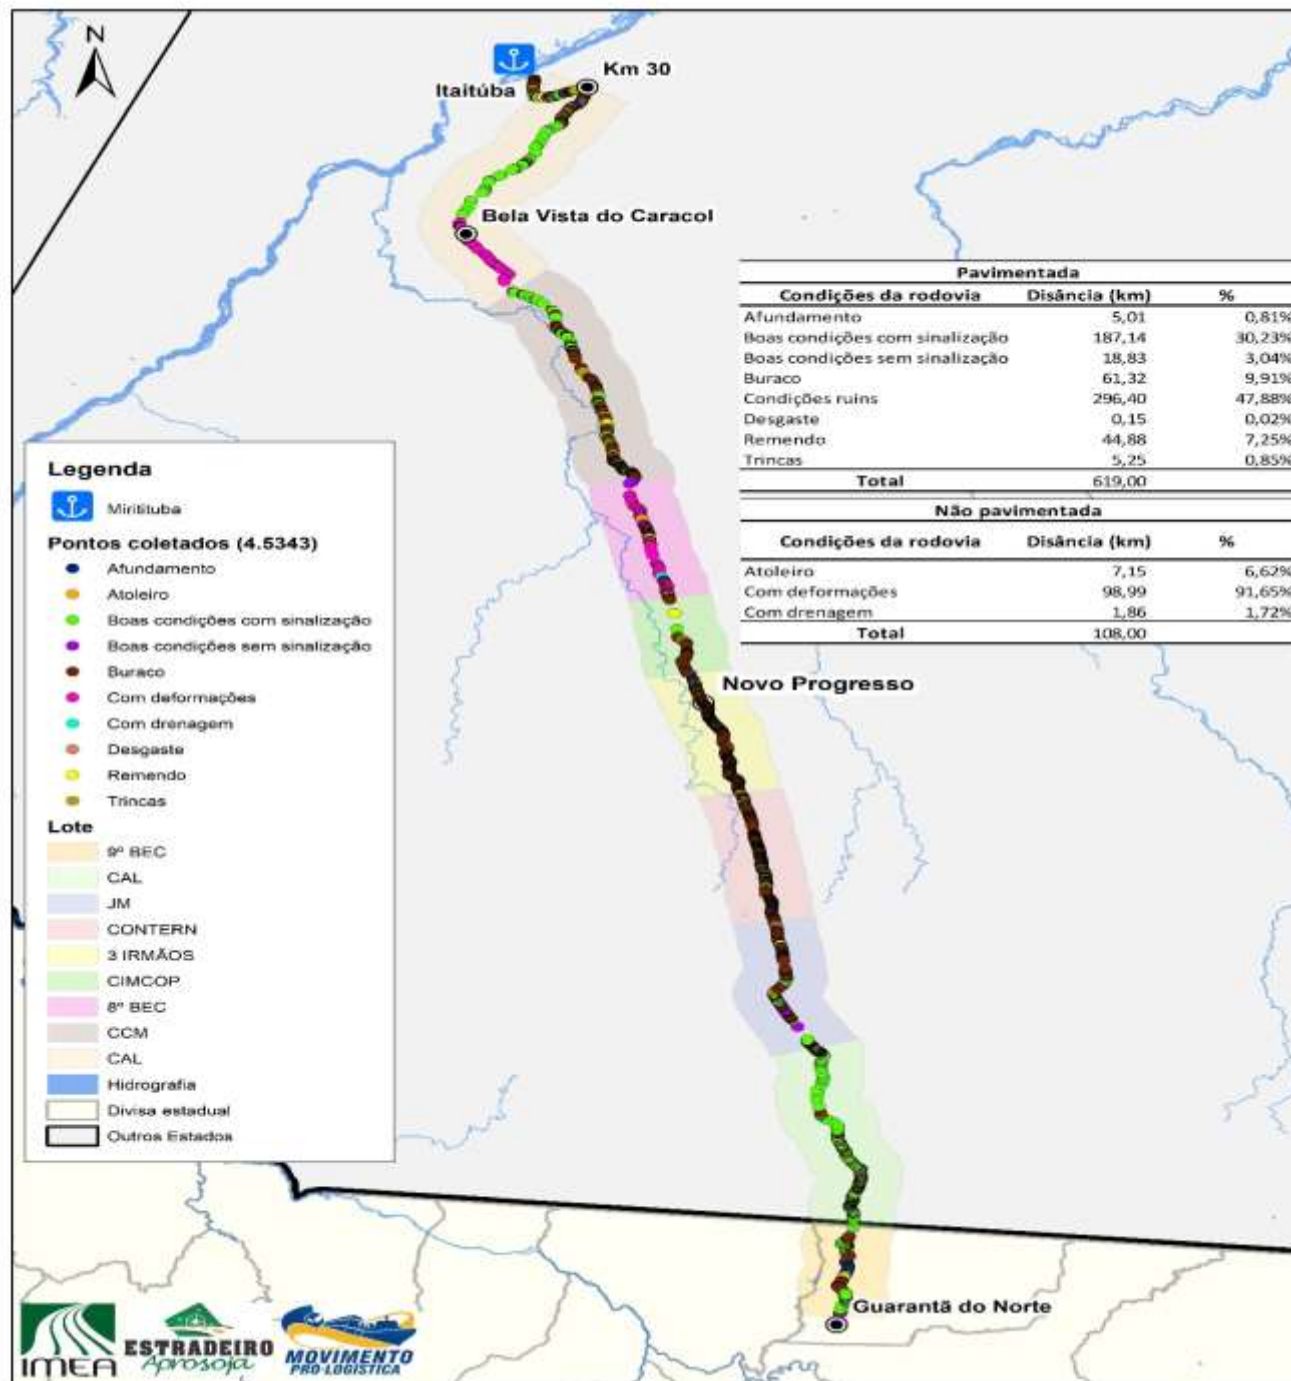 N
Km 30
Itaitúba
Bela Vista do Caracol
Pavimentada
Condições da rodovia Disância (km) %
Afundamento 5,01 0,81%
Boas condições com sinalização 187,14 30,23%
Boas condições sem sinalização 18,83 3,04%
Buraco 61,32 9,91%
Condições ruins 296,40 47,88%
Desgaste 0,15 0,02%
Remendo 44,88 7,25%
Trincas 5,25 0,85%
Total 619,00
Não pavimentada
Condições da rodovia Disância (km) %
Atoleiro 7,15 6,62%
Com deformações 98,99 91,65%
Com drenagem 1,86 1,72%
Total 108,00
Legenda
Miritituba
Pontos coletados (4.5343)
Afundamento
Atoleiro
Boas condições com sinalização
Boas condições sem sinalização
Buraco
Com deformações
Com drenagem
Desgaste
Remendo
Trincas
Lote
9º BEC
CAL
JM
CONTERN
3 IRMÃOS
CIMCOP
8º BEC
CCM
CAL
Hidrografia
Divisa estadual
Outros Estados
Novo Progresso
Guarantã do Norte
IMEA
ESTRADEIRO
Aprosoja
MOVIMENTO
PRÓ-LOGÍSTICA